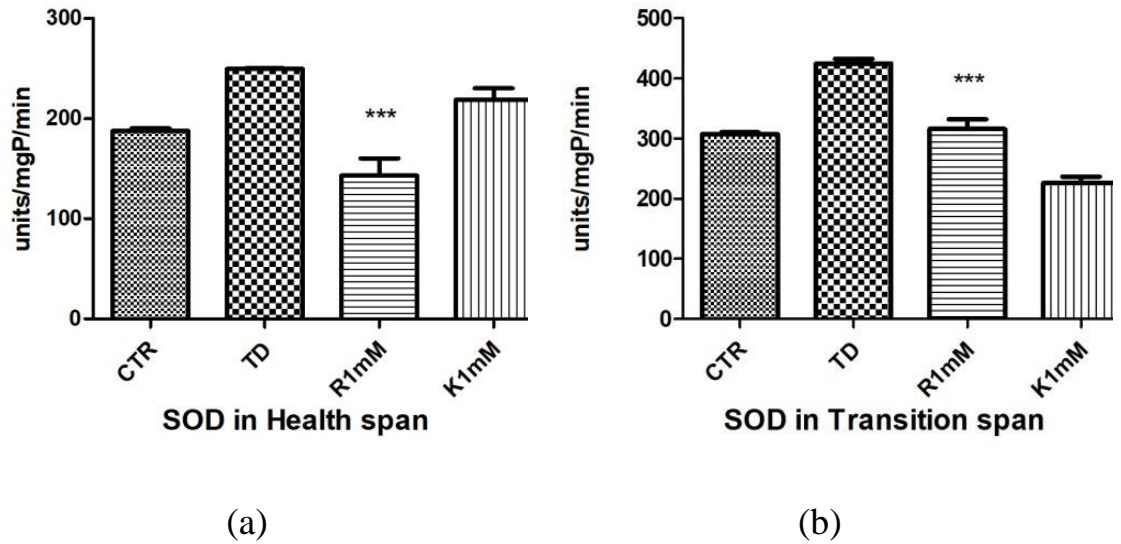 300
200
100
0
units/mgP/min
***
CTR
TD
R1mM
K1mM
SOD in Health span
(a)
500
400
300
200
100
0
units/mgP/min
***
CTR
TD
R1mM
K1mM
SOD in Transition span
(b)